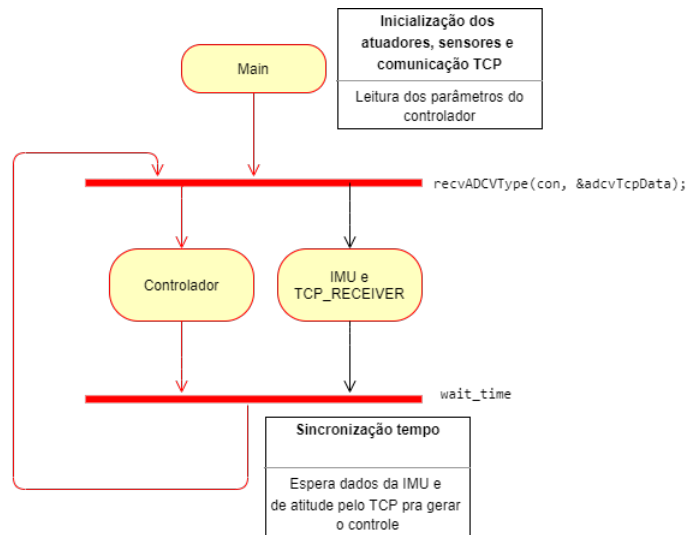 Main
Inicialização dos
atuadores, sensores e
comunicação TCP
Leitura dos parâmetros do
controlador
recvADCVType(con, &adcvTcpData);
Controlador
IMU e
TCP_RECEIVER
wait_time
Sincronização tempo
Espera dados da IMU e
de atitude pelo TCP pra gerar
o controle